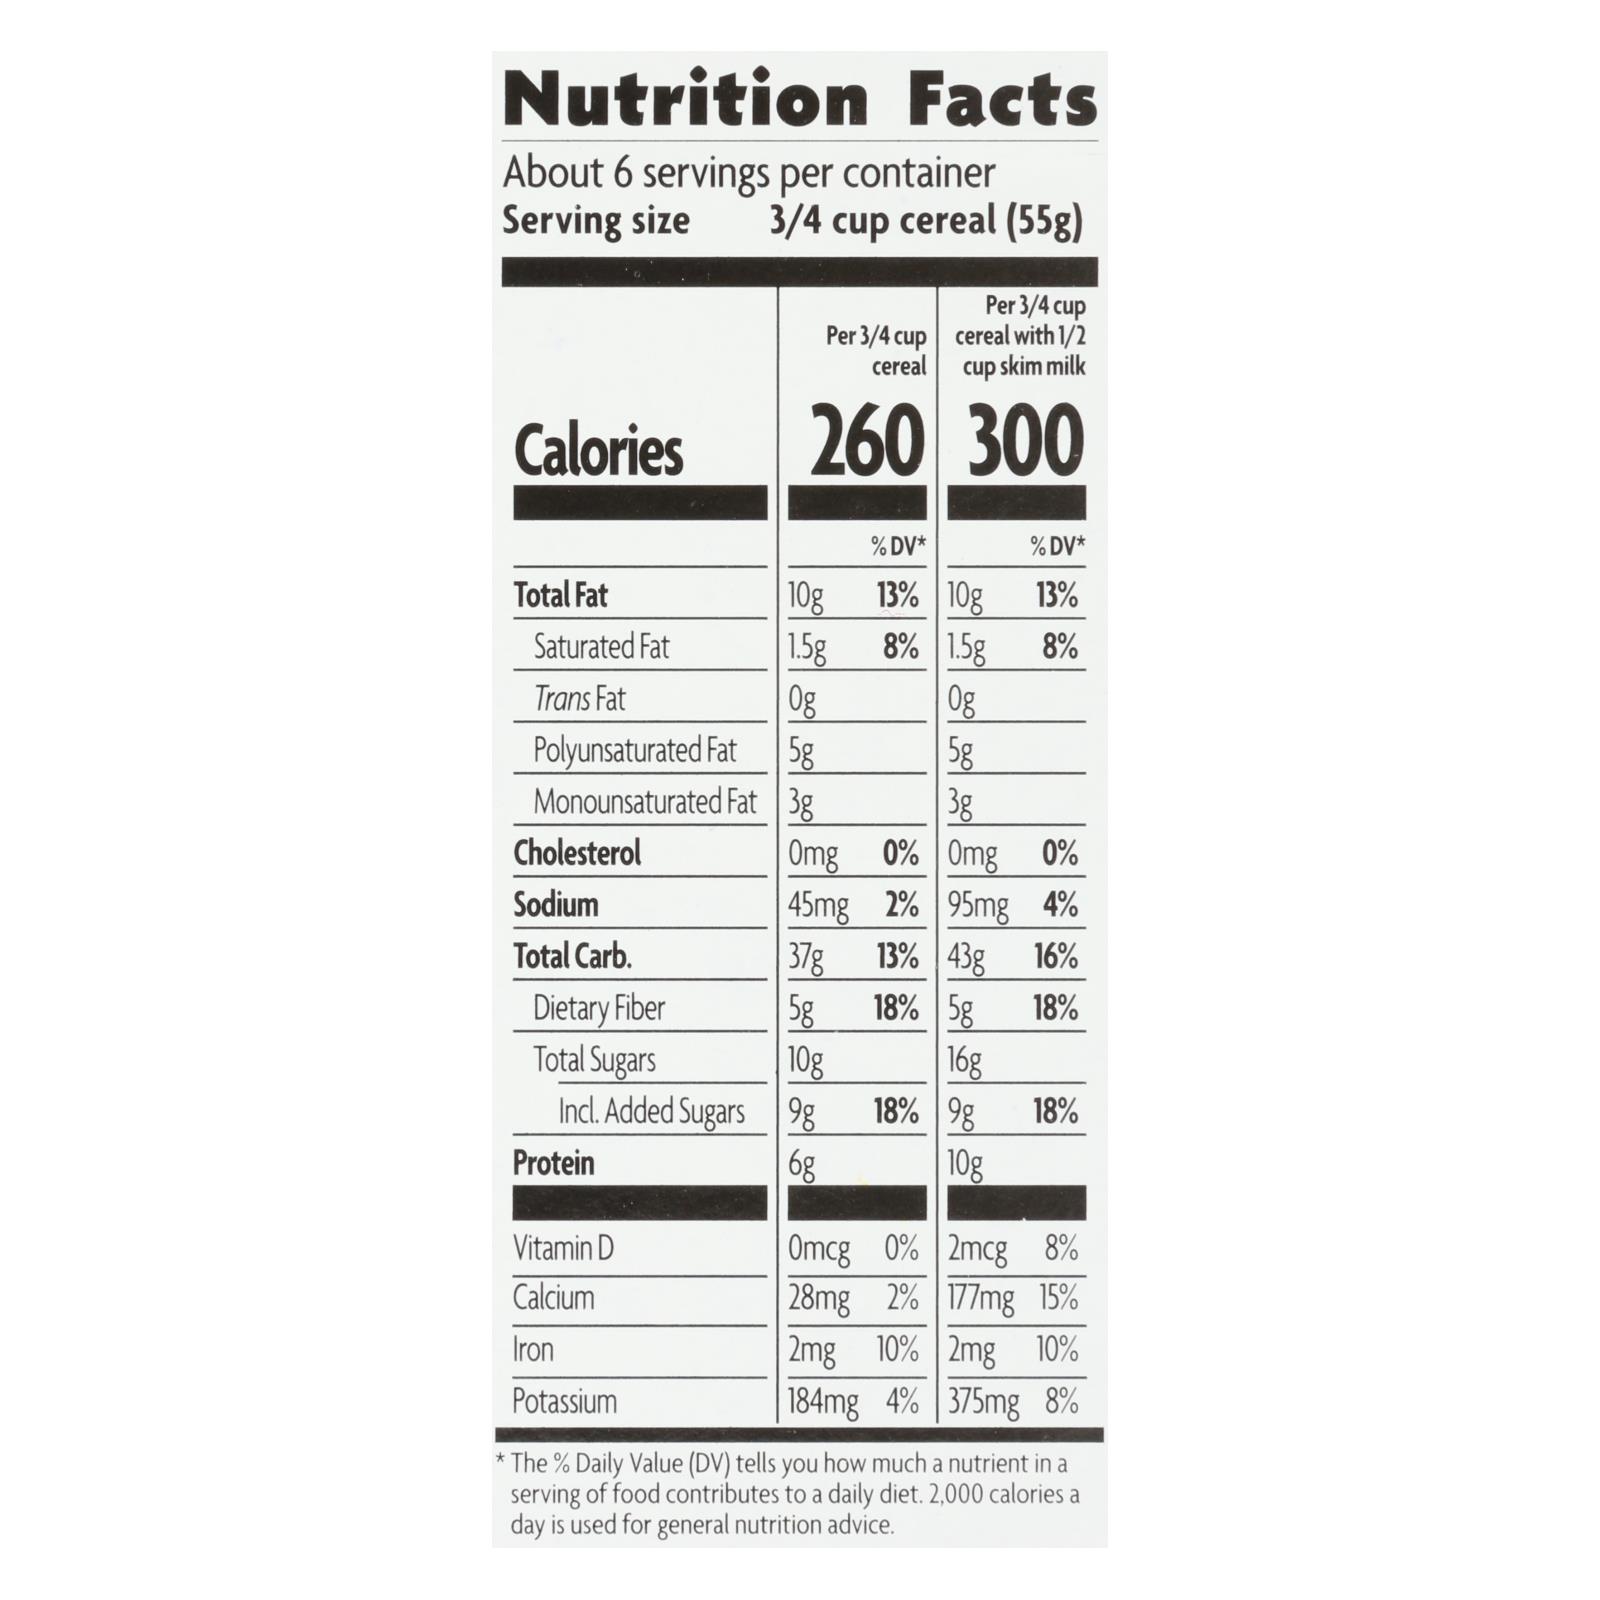 Nutrition Facts
About 6 servings per container
Serving size 3/4 cup cereal (55g)
Per 3/4 cup cereal
Per 3/4 cup cereal with 1/2 cup skim milk
Calories 260 300
% DV* % DV*
Total Fat 10g 13% 10g 13%
Saturated Fat 1.5g 8% 1.5g 8%
Trans Fat 0g 0g
Polyunsaturated Fat 5g 5g
Monounsaturated Fat 3g 3g
Cholesterol 0mg 0% 0mg 0%
Sodium 45mg 2% 95mg 4%
Total Carb. 37g 13% 43g 16%
Dietary Fiber 5g 18% 5g 18%
Total Sugars 10g 16g
Incl. Added Sugars 9g 18% 9g 18%
Protein 6g 10g
Vitamin D 0mcg 0% 2mcg 8%
Calcium 28mg 2% 177mg 15%
Iron 2mg 10% 2mg 10%
Potassium 184mg 4% 375mg 8%
* The % Daily Value (DV) tells you how much a nutrient in a
serving of food contributes to a daily diet. 2,000 calories a
day is used for general nutrition advice.